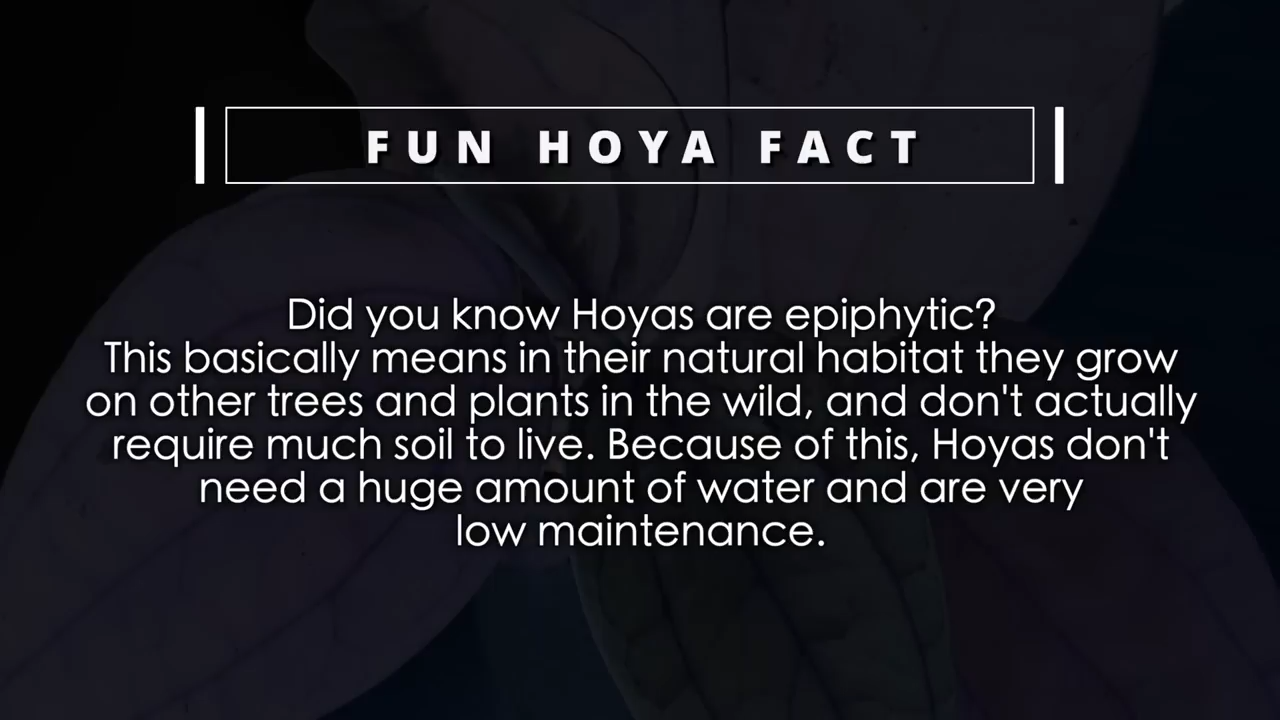 FUN HOYA FACT
Did you know Hoyas are epiphytic?
This basically means in their natural habitat they grow
on other trees and plants in the wild, and don't actually
require much soil to live. Because of this, Hoyas don't
need a huge amount of water and are very
low maintenance.